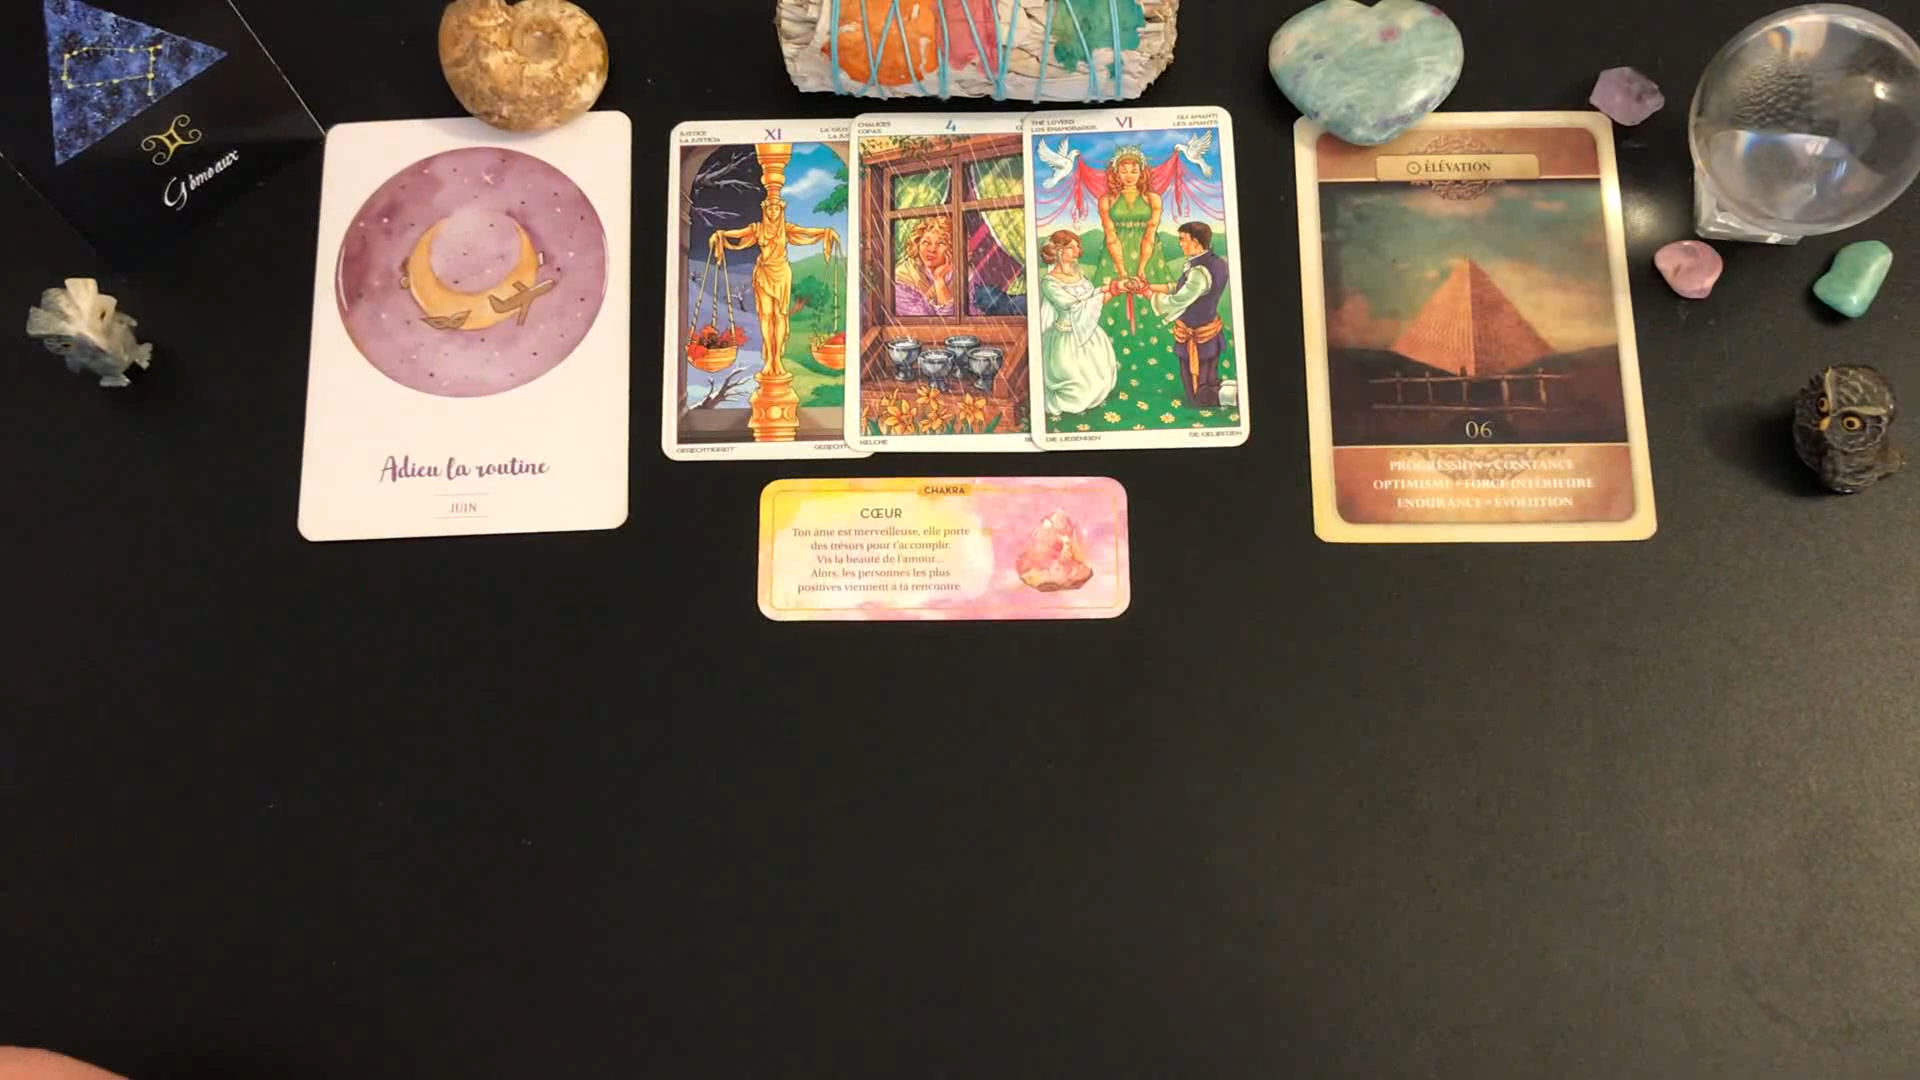 Gémeaux
Adieu la routine
JUIN
JUSTICE
LA JUSTICIA
XI
CHALICES
COPAS
4
KELCHE
THE LOVERS
LOS ENAMORADOS
VI
GLI AMANTI
LES AMANTS
DIE LIEBENDEN
DE GELIEFDEN
CHAKRA
CŒUR
Ton âme est merveilleuse, elle porte
des trésors pour t'accomplir.
Vis la beauté de l'amour...
Alors, les personnes les plus
positives viennent à ta rencontre
ÉLÉVATION
06
PROGRESSION • CONSTANCE
OPTIMISME • FORCE INTÉRIEURE
ENDURANCE • ÉVOLUTION